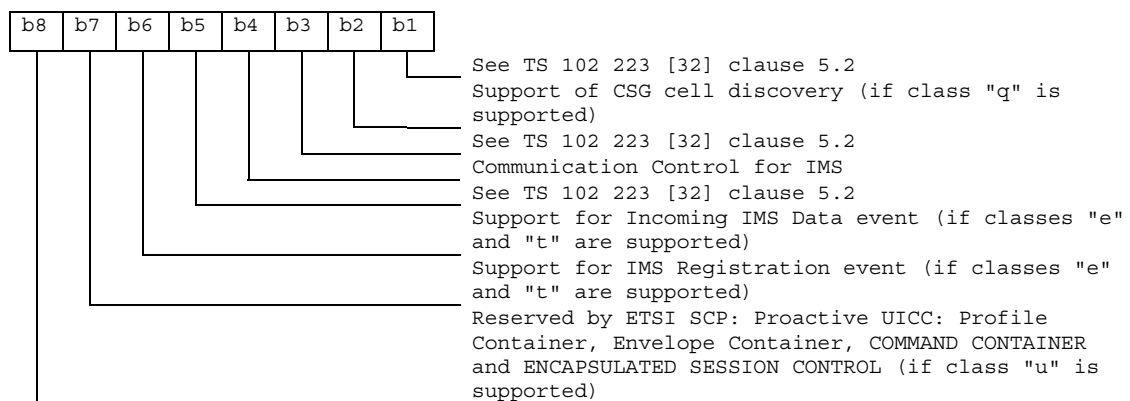 b8 b7 b6 b5 b4 b3 b2 b1
See TS 102 223 [32] clause 5.2
Support of CSG cell discovery (if class "q" is
supported)
See TS 102 223 [32] clause 5.2
Communication Control for IMS
See TS 102 223 [32] clause 5.2
Support for Incoming IMS Data event (if classes "e"
and "t" are supported)
Support for IMS Registration event (if classes "e"
and "t" are supported)
Reserved by ETSI SCP: Proactive UICC: Profile
Container, Envelope Container, COMMAND CONTAINER
and ENCAPSULATED SESSION CONTROL (if class "u" is
supported)